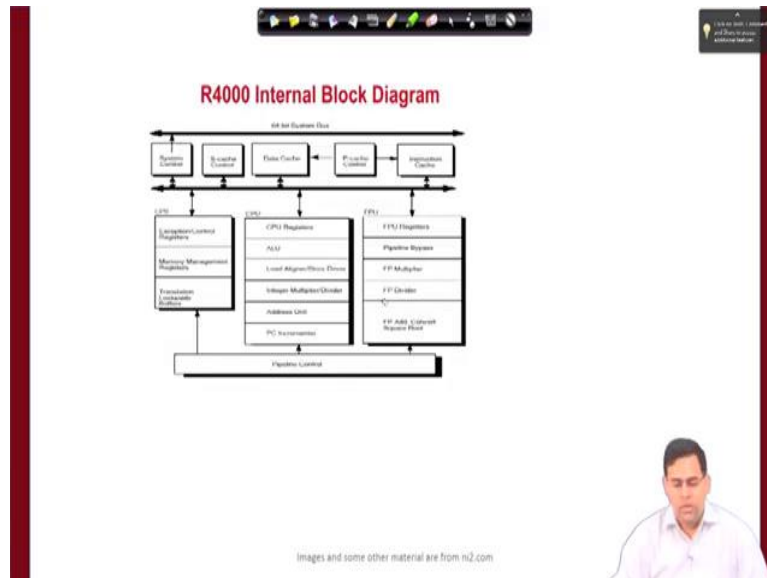 R4000 Internal Block Diagram
64-bit System Bus
System
Control
S-cache
Control
Data Cache
P-cache
Control
Instruction
Cache
CP0
Exception/Control
Registers
Memory Management
Registers
Translation
Lookaside
Buffers
CPU
CPU Registers
ALU
Load Aligner/Store Driver
Integer Multiplier/Divider
Address Unit
PC Incrementer
FPU
FPU Registers
Pipeline Bypass
FP Multiplier
FP Divider
FP Add, Convert
Square Root
Pipeline Control
Images and some other material are from ni2.com